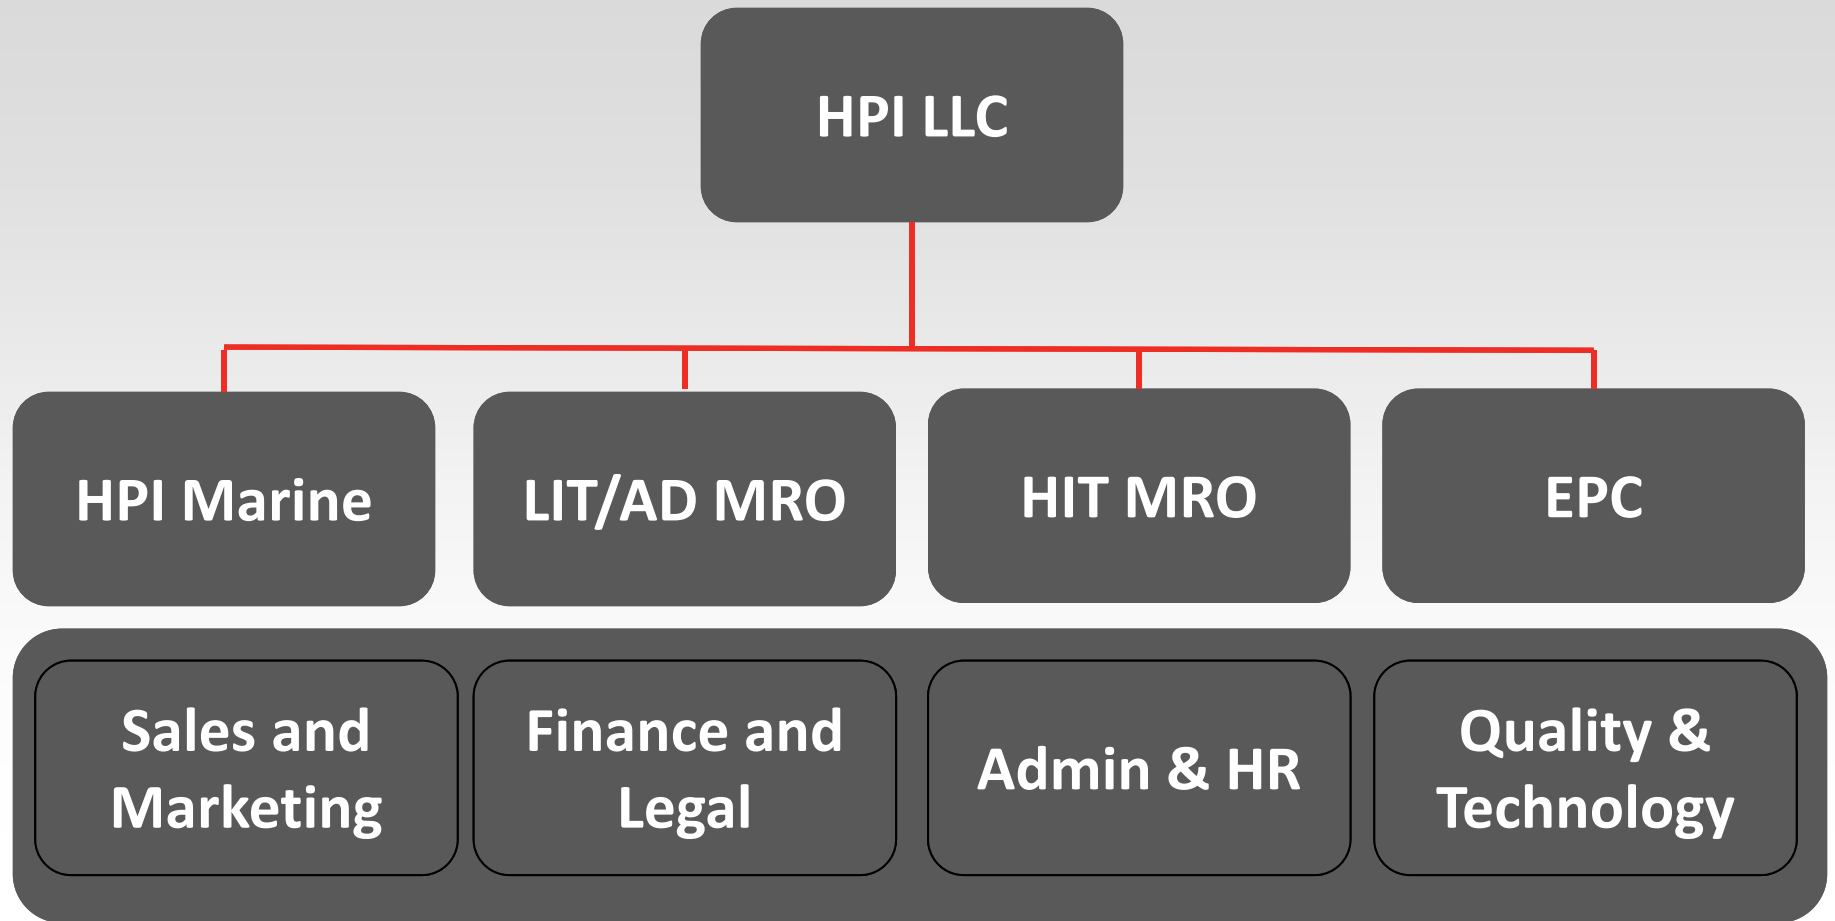 HPI LLC
HPI Marine
LIT/AD MRO
HIT MRO
EPC
Sales and
Marketing
Finance and
Legal
Admin & HR
Quality &
Technology